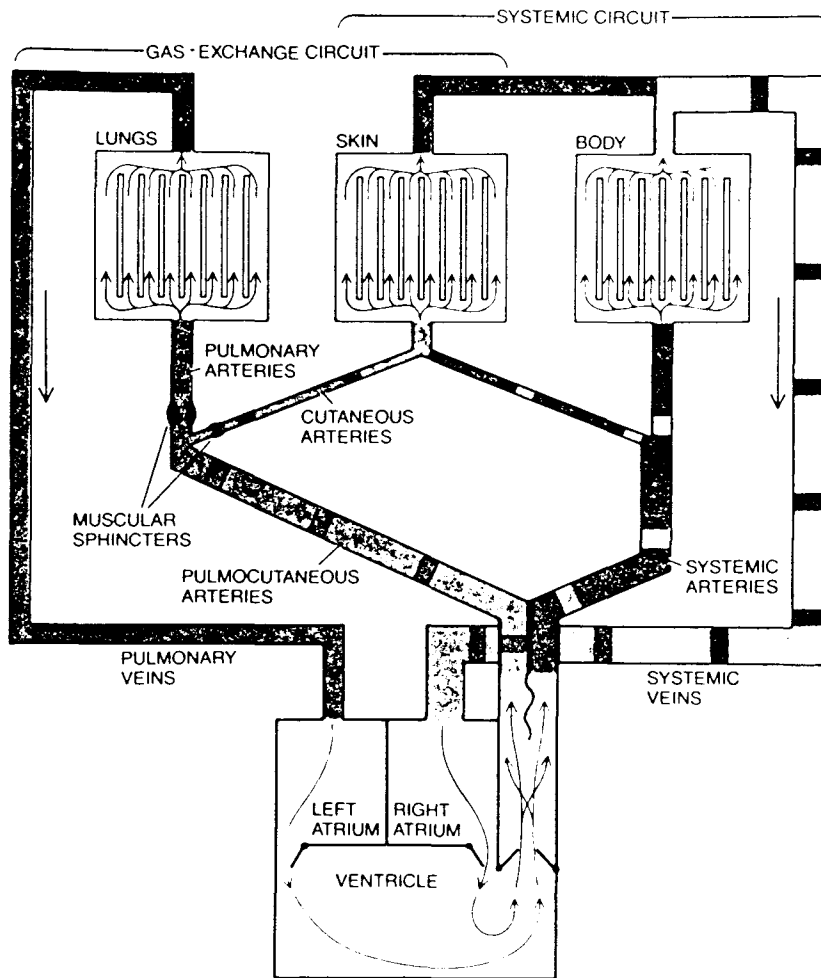 SYSTEMIC CIRCUIT
GAS-EXCHANGE CIRCUIT
LUNGS
SKIN
BODY
PULMONARY
ARTERIES
CUTANEOUS
ARTERIES
MUSCULAR
SPHINCTERS
PULMOCUTANEOUS
ARTERIES
SYSTEMIC
ARTERIES
PULMONARY
VEINS
SYSTEMIC
VEINS
LEFT
ATRIUM
RIGHT
ATRIUM
VENTRICLE